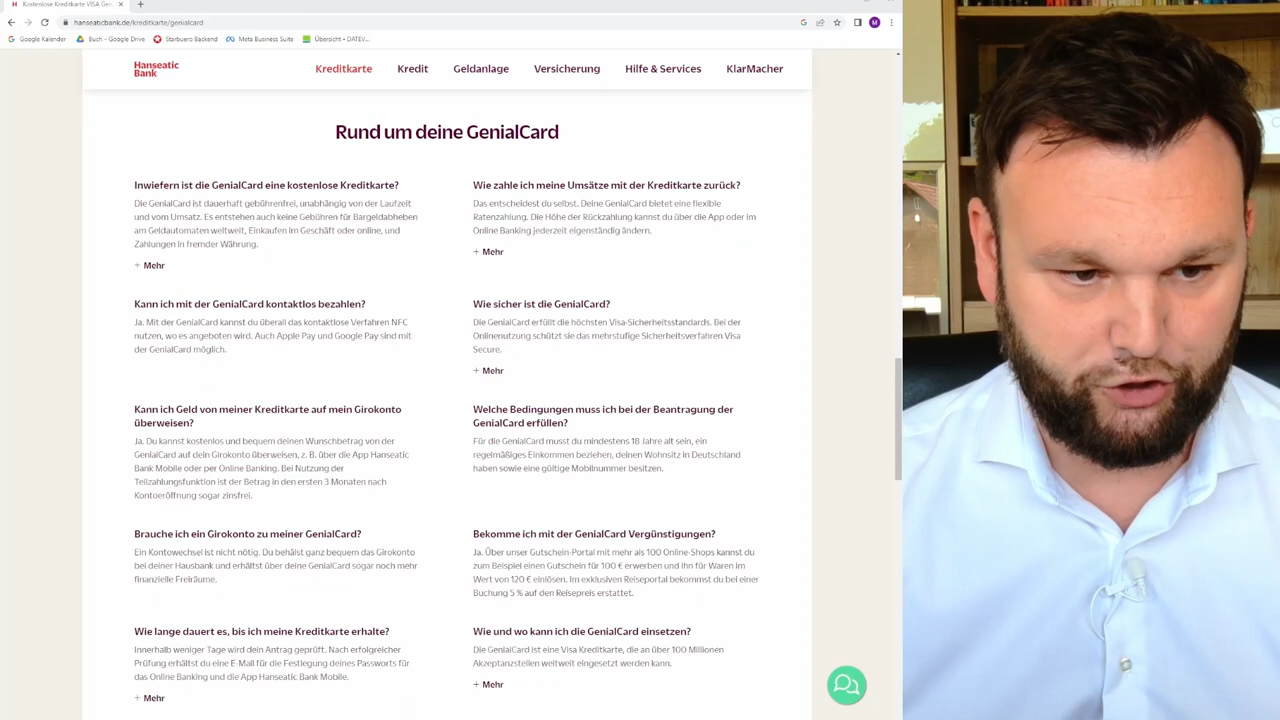 Kostenlose Kreditkarte VISA Gen
hanseaticbank.de/kreditkarte/genialcard
Google Kalender
Buch – Google Drive
Starbuero Backend
Meta Business Suite
Übersicht • DATEV...
M
Hanseatic
Bank
Kreditkarte
Kredit
Geldanlage
Versicherung
Hilfe & Services
KlarMacher
Rund um deine GenialCard
Inwiefern ist die GenialCard eine kostenlose Kreditkarte?
Die GenialCard ist dauerhaft gebührenfrei, unabhängig von der Laufzeit
und vom Umsatz. Es entstehen auch keine Gebühren für Bargeldabheben
am Geldautomaten weltweit, Einkaufen im Geschäft oder online, und
Zahlungen in fremder Währung.
+ Mehr
Wie zahle ich meine Umsätze mit der Kreditkarte zurück?
Das entscheidest du selbst. Deine GenialCard bietet eine flexible
Ratenzahlung. Die Höhe der Rückzahlung kannst du über die App oder im
Online Banking jederzeit eigenständig ändern.
+ Mehr
Kann ich mit der GenialCard kontaktlos bezahlen?
Ja. Mit der GenialCard kannst du überall das kontaktlose Verfahren NFC
nutzen, wo es angeboten wird. Auch Apple Pay und Google Pay sind mit
der GenialCard möglich.
Wie sicher ist die GenialCard?
Die GenialCard erfüllt die höchsten Visa-Sicherheitsstandards. Bei der
Onlinenutzung schützt sie das mehrstufige Sicherheitsverfahren Visa
Secure.
+ Mehr
Kann ich Geld von meiner Kreditkarte auf mein Girokonto
überweisen?
Ja. Du kannst kostenlos und bequem deinen Wunschbetrag von der
GenialCard auf dein Girokonto überweisen, z. B. über die App Hanseatic
Bank Mobile oder per Online Banking. Bei Nutzung der
Teilzahlungsfunktion ist der Betrag in den ersten 3 Monaten nach
Kontoeröffnung sogar zinsfrei.
Welche Bedingungen muss ich bei der Beantragung der
GenialCard erfüllen?
Für die GenialCard musst du mindestens 18 Jahre alt sein, ein
regelmäßiges Einkommen beziehen, deinen Wohnsitz in Deutschland
haben sowie eine gültige Mobilnummer besitzen.
Brauche ich ein Girokonto zu meiner GenialCard?
Ein Kontowechsel ist nicht nötig. Du behälst ganz bequem das Girokonto
bei deiner Hausbank und erhältst über deine GenialCard sogar noch mehr
finanzielle Freiräume.
Bekomme ich mit der GenialCard Vergünstigungen?
Ja. Über unser Gutschein-Portal mit mehr als 100 Online-Shops kannst du
zum Beispiel einen Gutschein für 100 € erwerben und ihn für Waren im
Wert von 120 € einlösen. Im exklusiven Reiseportal bekommst du bei einer
Buchung 5 % auf den Reisepreis erstattet.
Wie lange dauert es, bis ich meine Kreditkarte erhalte?
Innerhalb weniger Tage wird dein Antrag geprüft. Nach erfolgreicher
Prüfung erhältst du eine E-Mail für die Festlegung deines Passworts für
das Online Banking und die App Hanseatic Bank Mobile.
+ Mehr
Wie und wo kann ich die GenialCard einsetzen?
Die GenialCard ist eine Visa Kreditkarte, die an über 100 Millionen
Akzeptanzstellen weltweit eingesetzt werden kann.
+ Mehr